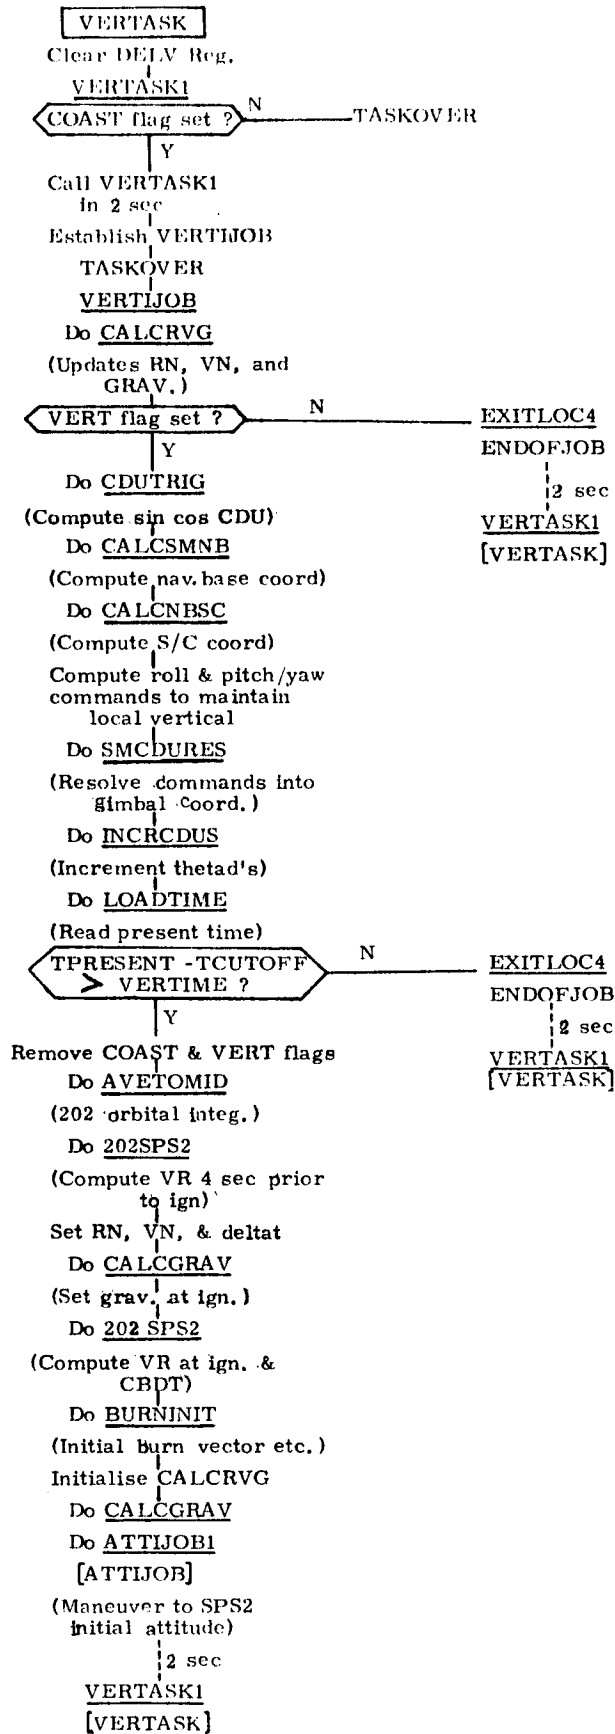 VERTASK
Clear DELV Reg.
VERTASK1
COAST flag set ?
N
TASKOVER
Y
Call VERTASK1
in 2 sec
Establish VERTIJOB
TASKOVER
VERTIJOB
Do CALCRVG
(Updates RN, VN, and
GRAV.)
VERT flag set ?
N
EXITLOC4
ENDOFJOB
2 sec
VERTASK1
[VERTASK]
Y
Do CDUTRIG
(Compute sin cos CDU)
Do CALCSMNB
(Compute nav.base coord)
Do CALCNBSC
(Compute S/C coord)
Compute roll & pitch/yaw
commands to maintain
local vertical
Do SMCDURES
(Resolve commands into
gimbal coord.)
Do INCRCDUS
(Increment thetad's)
Do LOADTIME
(Read present time)
TPRESENT -TCUTOFF
> VERTIME ?
N
EXITLOC4
ENDOFJOB
2 sec
VERTASK1
[VERTASK]
Y
Remove COAST & VERT flags
Do AVETOMID
(202 orbital integ.)
Do 202SPS2
(Compute VR 4 sec prior
to ign)
Set RN, VN, & deltat
Do CALCGRAV
(Set grav. at ign.)
Do 202 SPS2
(Compute VR at ign. &
CBDT)
Do BURNINIT
(Initial burn vector etc.)
Initialise CALCRVG
Do CALCGRAV
Do ATTIJOB1
[ATTIJOB]
(Maneuver to SPS2
initial attitude)
2 sec
VERTASK1
[VERTASK]